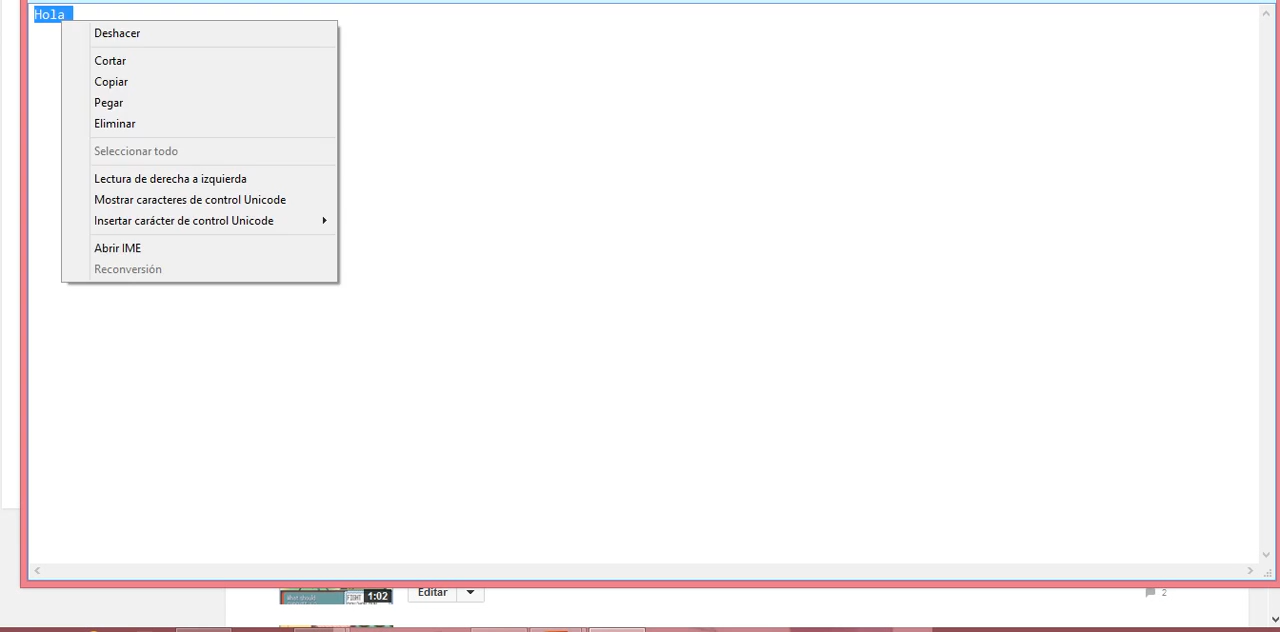 Hola
Deshacer
Cortar
Copiar
Pegar
Eliminar
Seleccionar todo
Lectura de derecha a izquierda
Mostrar caracteres de control Unicode
Insertar carácter de control Unicode
Abrir IME
Reconversión
1:02
Editar
2